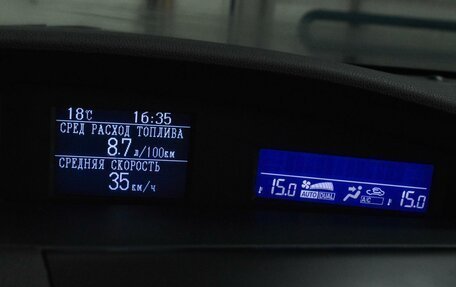 18°C 16:35
СРЕД РАСХОД ТОПЛИВА
8.7 л/100км
СРЕДНЯЯ СКОРОСТЬ
35 км/ч
15.0 AUTO DUAL A/C 15.0